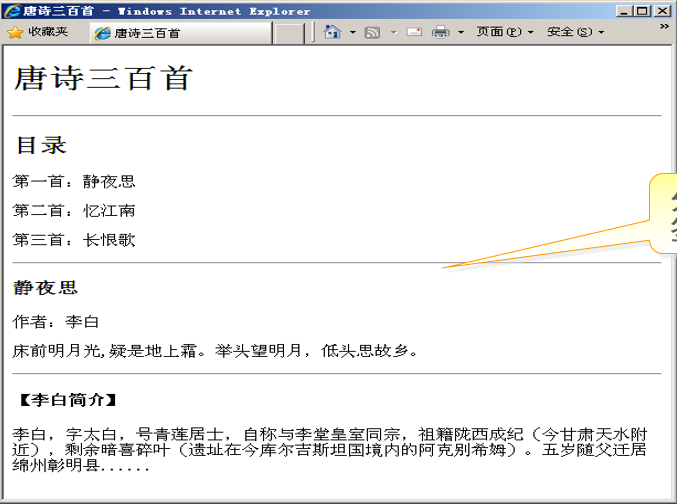 唐诗三百首 - Windows Internet Explorer
收藏夹
唐诗三百首
页面(P)
安全(S)
»
唐诗三百首
目录
第一首：静夜思
第二首：忆江南
第三首：长恨歌
静夜思
作者：李白
床前明月光,疑是地上霜。举头望明月，低头思故乡。
【李白简介】
李白，字太白，号青莲居士，自称与李堂皇室同宗，祖籍陇西成纪（今甘肃天水附
近），剩余暗喜碎叶（遗址在今库尔吉斯坦国境内的阿克别希姆）。五岁随父迁居
绵州彰明县......